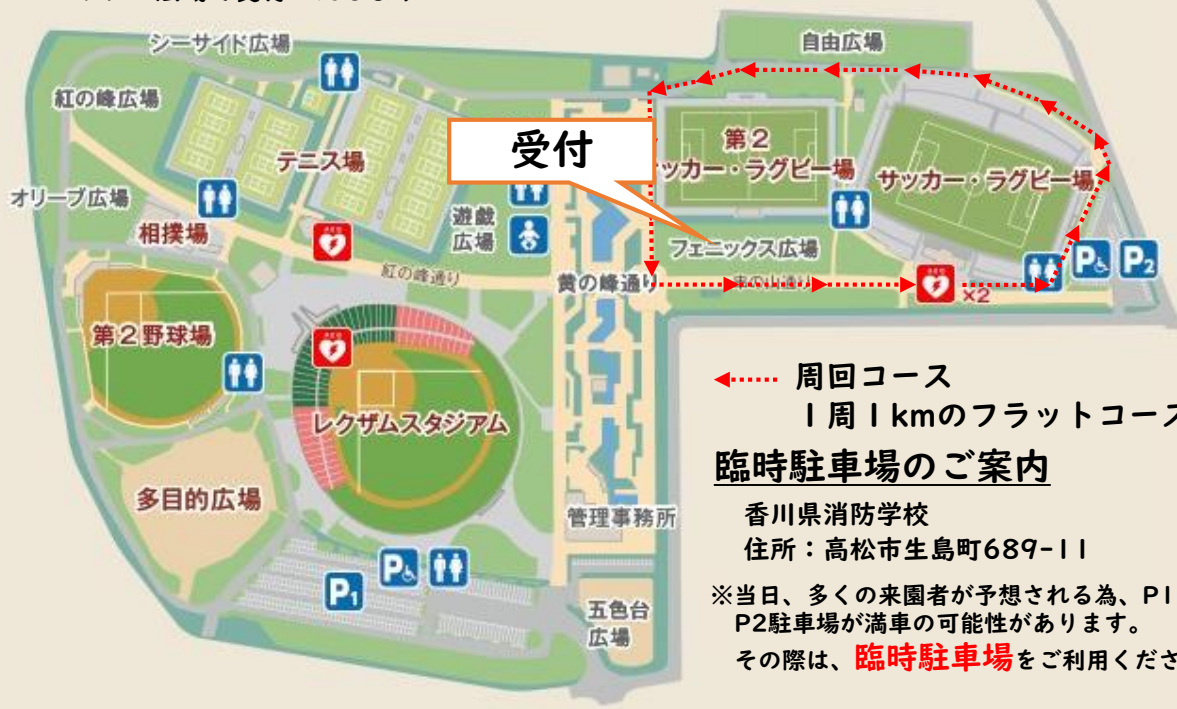 シーサイド広場
自由広場
紅の峰広場
受付
第2
ッカー・ラグビー場
テニス場
サッカー・ラグビー場
オリーブ広場
相撲場
遊戯
広場
フェニックス広場
紅の峰通り
黄の峰通り
×2
P
P2
第2野球場
周回コース
1周1kmのフラットコース
レクザムスタジアム
臨時駐車場のご案内
多目的広場
香川県消防学校
管理事務所
住所：高松市生島町689-11
P1
P
五色台
広場
※当日、多くの来園者が予想される為、P1
P2駐車場が満車の可能性があります。
その際は、臨時駐車場をご利用くださ